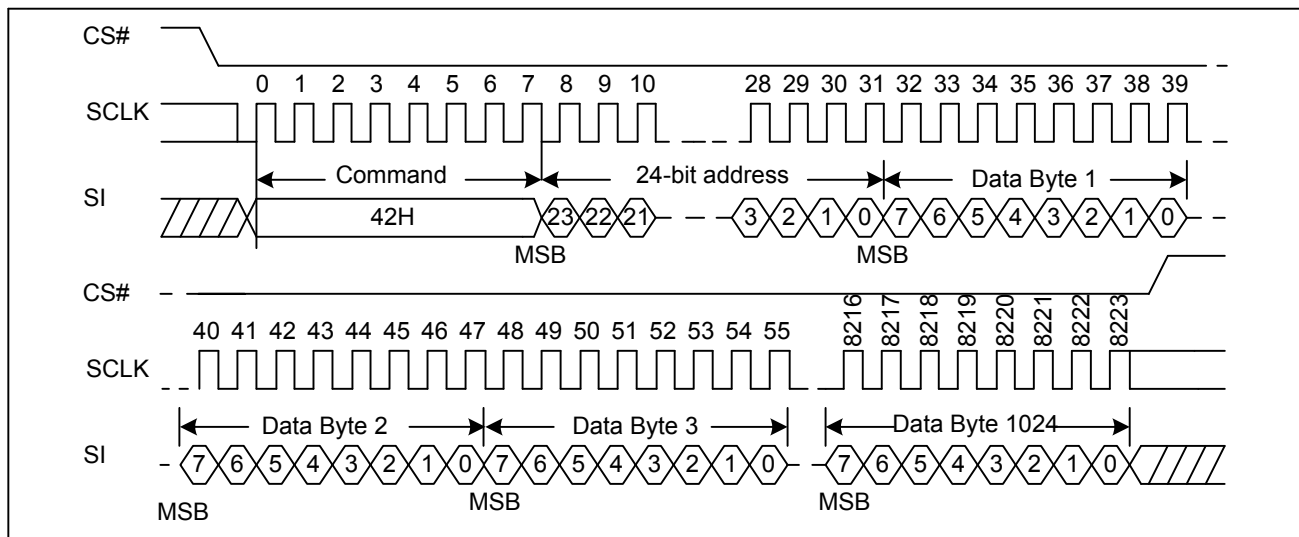 CS#
0 1 2 3 4 5 6 7 8 9 10 28 29 30 31 32 33 34 35 36 37 38 39
SCLK
Command 24-bit address Data Byte 1
SI
42H 23 22 21 3 2 1 0 7 6 5 4 3 2 1 0
MSB MSB
CS#
8216 8217 8218 8219 8220 8221 8222 8223
40 41 42 43 44 45 46 47 48 49 50 51 52 53 54 55
SCLK
Data Byte 2 Data Byte 3 Data Byte 1024
SI
7 6 5 4 3 2 1 0 7 6 5 4 3 2 1 0 7 6 5 4 3 2 1 0
MSB MSB MSB